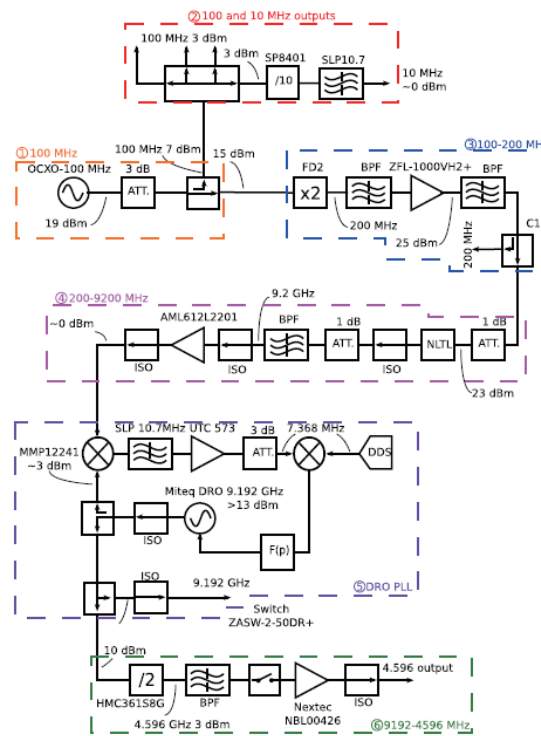 ②100 and 10 MHz outputs
100 MHz 3 dBm
3 dBm
SP8401
SLP10.7
/10
10 MHz
~0 dBm
①100 MHz
OCXO-100 MHz
3 dB
ATT.
19 dBm
100 MHz 7 dBm
15 dBm
③100-200 MH
FD2
BPF
ZFL-1000VH2+
BPF
x2
200 MHz
25 dBm
200 MHz
C1
④200-9200 MHz
9.2 GHz
~0 dBm
AML612L2201
BPF
1 dB
1 dB
ATT.
NLTL
ATT.
ISO
ISO
ISO
23 dBm
SLP 10.7MHz
UTC 573
3 dB
7.368 MHz
MMP12241
~3 dBm
ATT.
DDS
Miteq DRO 9.192 GHz
>13 dBm
ISO
F(p)
ISO
9.192 GHz
⑤DRO PLL
Switch
ZASW-2-50DR+
10 dBm
/2
4.596 output
HMC361S8G
BPF
ISO
4.596 GHz 3 dBm
Nextec
NBL00426
⑥9192-4596 MHz